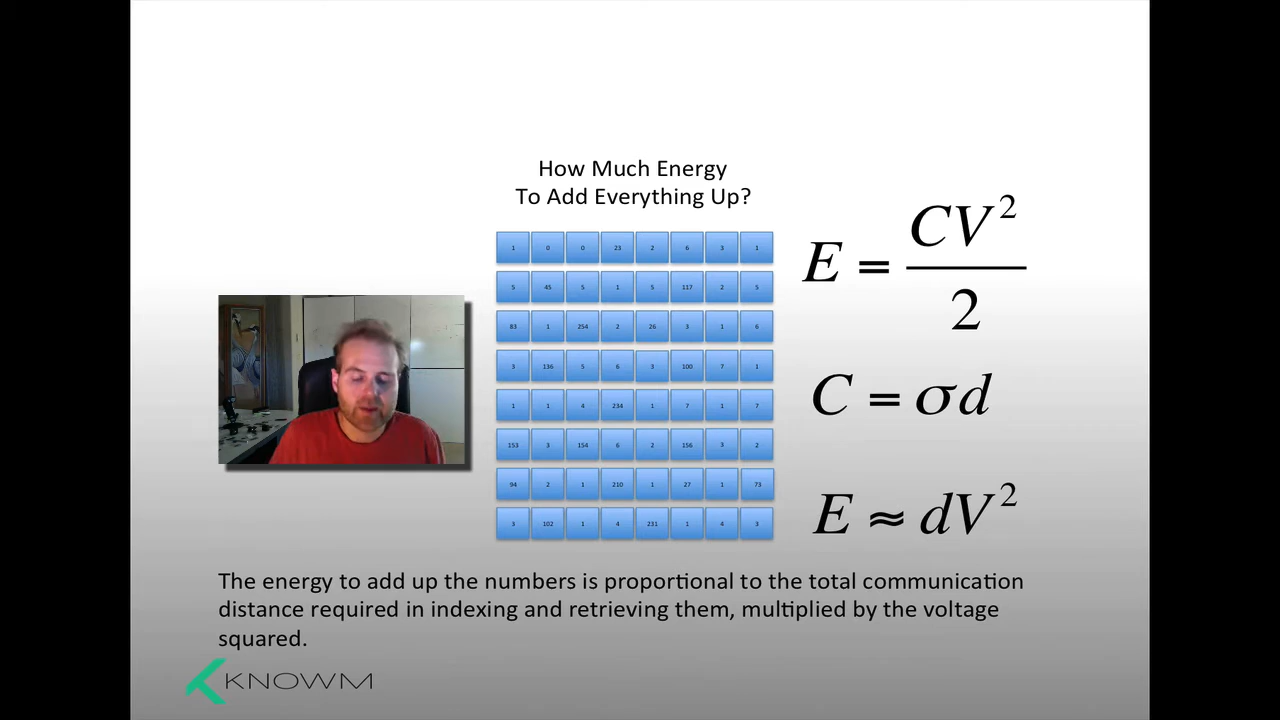 How Much Energy
To Add Everything Up?
1 0 0 23 2 6 3 1
5 45 5 1 5 117 2 5
83 1 254 2 26 3 1 6
3 136 5 6 3 100 7 1
1 1 4 234 1 7 1 7
153 3 154 6 2 156 3 2
94 2 1 210 1 27 1 73
3 102 1 4 231 1 4 3
E = CV²/2
C = σd
E ≈ dV²
The energy to add up the numbers is proportional to the total communication
distance required in indexing and retrieving them, multiplied by the voltage
squared.
KNOWM